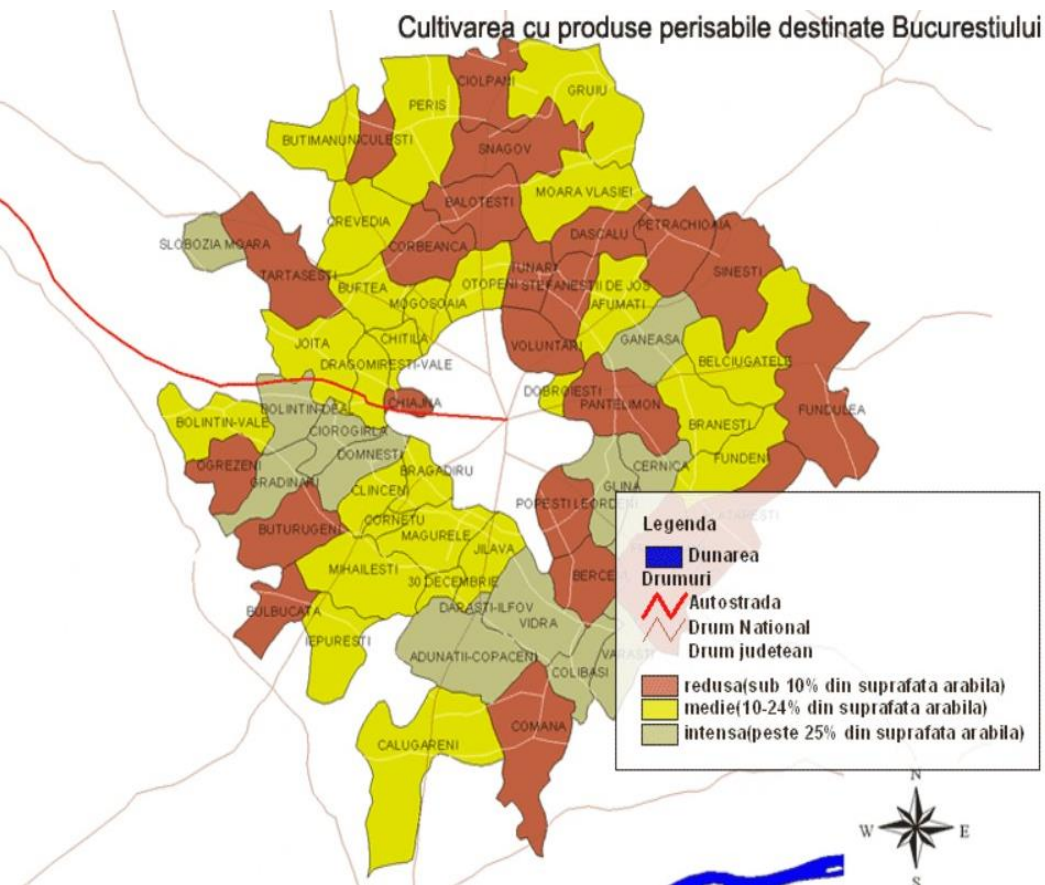 Cultivarea cu produse perisabile destinate Bucurestiului
CIOLPANI
GRUIU
PERIS
BUTIMANU
NICULESTI
SNAGOV
MOARA VLASIEI
BALOTESTI
CREVEDIA
CORBEANCA
DASCALU
PETRACHIOAIA
SLOBOZIA MOARA
TARTASESTI
TUNARI
SINESTI
BUFTEA
OTOPENI
STEFANESTII DE JOS
MOGOSOAIA
AFUMATI
JOITA
CHITILA
VOLUNTARI
GANEASA
DRAGOMIRESTI-VALE
BELCIUGATELE
DOBROIESTI
CHIAJNA
PANTELIMON
FUNDULEA
BOLINTIN-DEAL
BOLINTIN-VALE
CIOROGIRLA
BRANESTI
DOMNESTI
OGREZENI
BRAGADIRU
CERNICA
FUNDENI
GRADINARI
CLINCENI
GLINA
POPESTI LEORDENI
CORNETU
BUTURUGENI
MAGURELE
JILAVA
MIHAILESTI
30 DECEMBRIE
BERCENI
BULBUCATA
DARASTI-ILFOV
VIDRA
IEPURESTI
ADUNATII-COPACENI
VARASTI
COLIBASI
COMANA
CALUGARENI
Legenda
Dunarea
Drumuri
Autostrada
Drum National
Drum judetean
redusa(sub 10% din suprafata arabila)
medie(10-24% din suprafata arabila)
intensa(peste 25% din suprafata arabila)
N
W
E
S